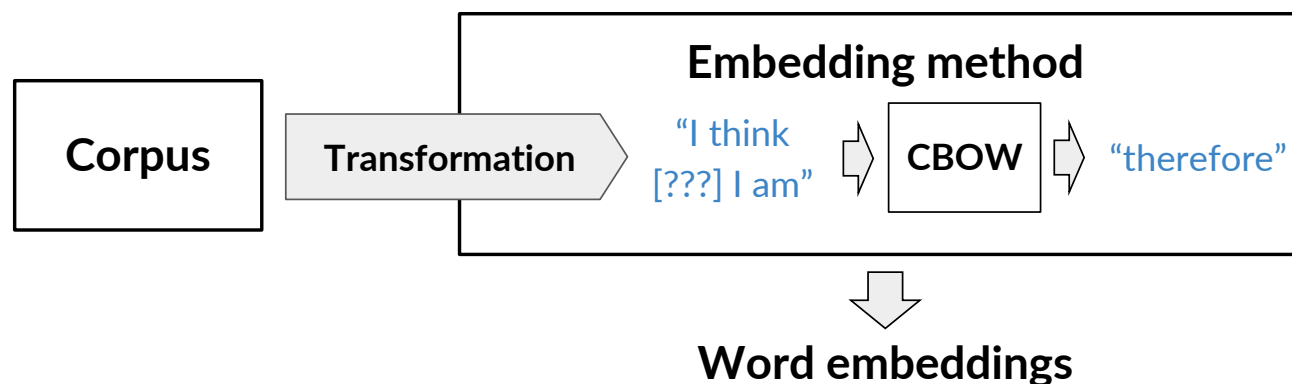 Embedding method
Corpus
Transformation
“I think
[???] I am”
CBOW
“therefore”
Word embeddings